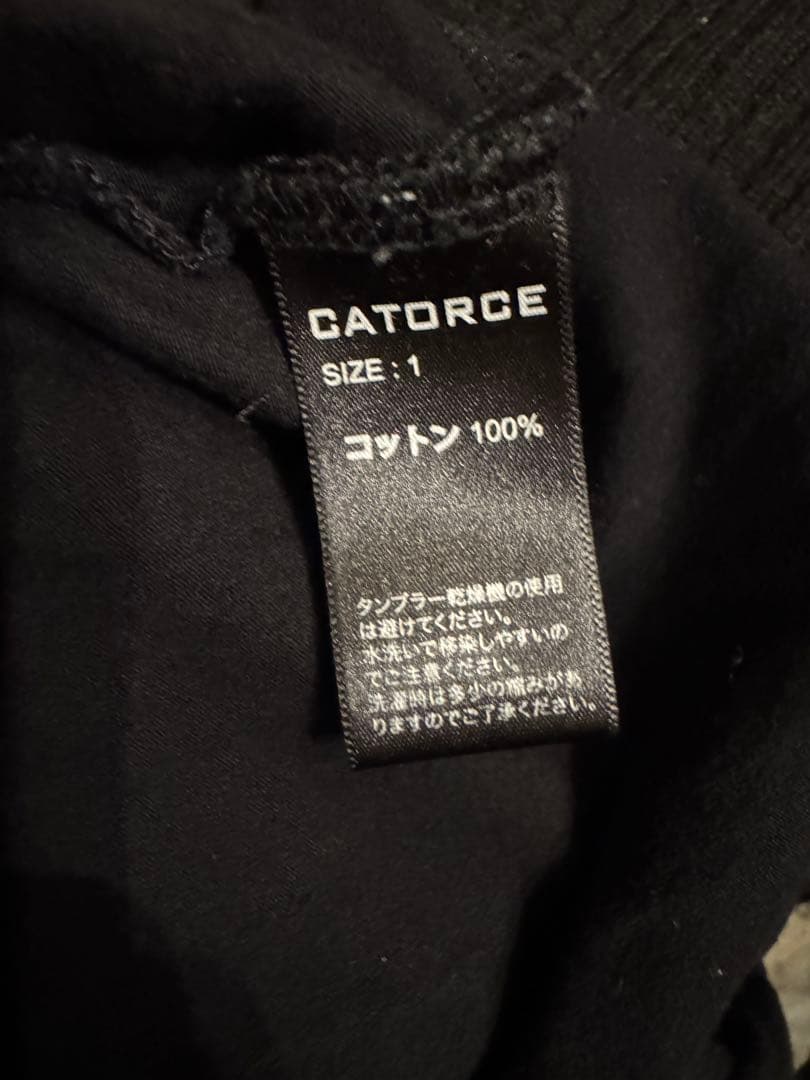 CATORCE
SIZE : 1
コットン 100%
タンブラー乾燥機の使用
は避けてください。
水洗いで移染しやすいの
でご注意ください。
洗濯時は多少の縮みがあ
りますのでご了承ください。